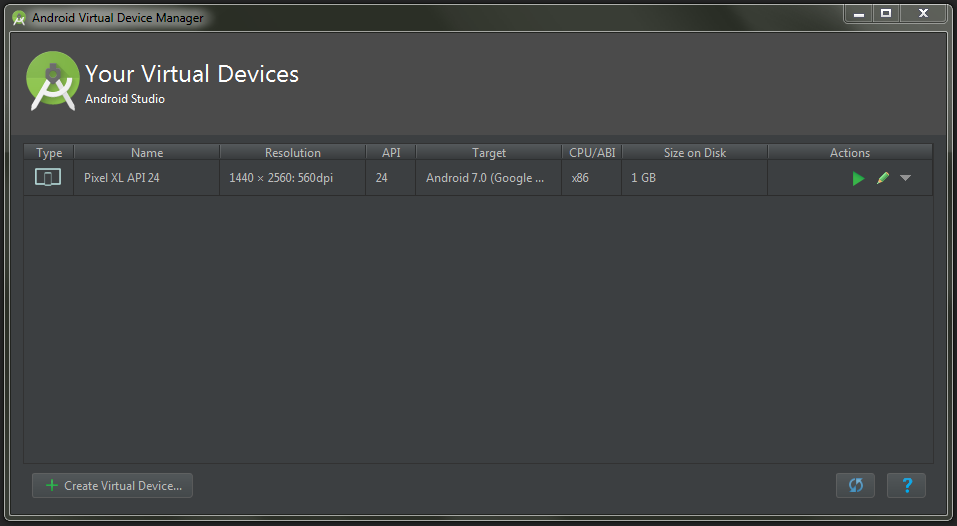 Android Virtual Device Manager
Your Virtual Devices
Android Studio
Type Name Resolution API Target CPU/ABI Size on Disk Actions
Pixel XL API 24 1440 × 2560: 560dpi 24 Android 7.0 (Google ... x86 1 GB
Create Virtual Device... ?